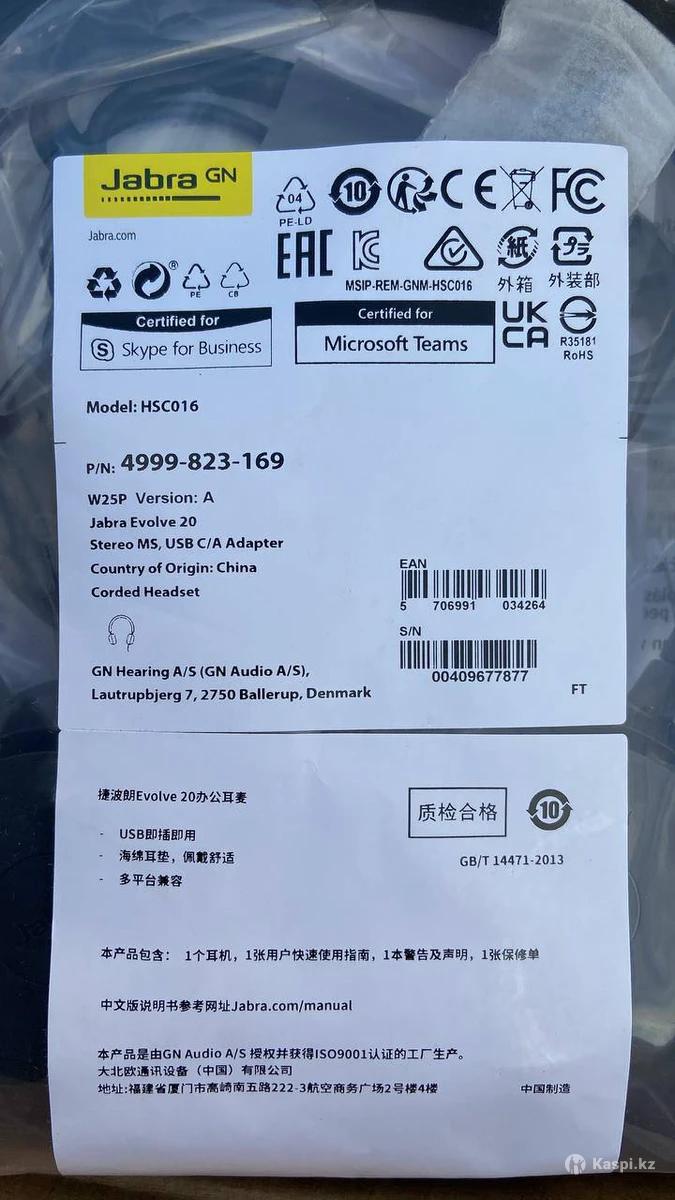 Jabra GN
Jabra.com
04
PE-LD
10
CE
FC
EAC
MSIP-REM-GNM-HSC016
紙
外箱
プラ
外装部
PE
CB
Certified for
Skype for Business
Certified for
Microsoft Teams
UK
CA
R35181
RoHS
Model: HSC016
P/N: 4999-823-169
W25P Version: A
Jabra Evolve 20
Stereo MS, USB C/A Adapter
Country of Origin: China
Corded Headset
EAN
5 706991 034264
S/N
00409677877
GN Hearing A/S (GN Audio A/S),
Lautrupbjerg 7, 2750 Ballerup, Denmark
FT
捷波朗Evolve 20办公耳麦
- USB即插即用
- 海绵耳垫，佩戴舒适
- 多平台兼容
质检合格
10
GB/T 14471-2013
本产品包含： 1个耳机，1张用户快速使用指南，1本警告及声明，1张保修单
中文版说明书参考网址Jabra.com/manual
本产品是由GN Audio A/S 授权并获得ISO9001认证的工厂生产。
大北欧通讯设备（中国）有限公司
地址:福建省厦门市高崎南五路222-3航空商务广场2号楼4楼
中国制造
Kaspi.kz